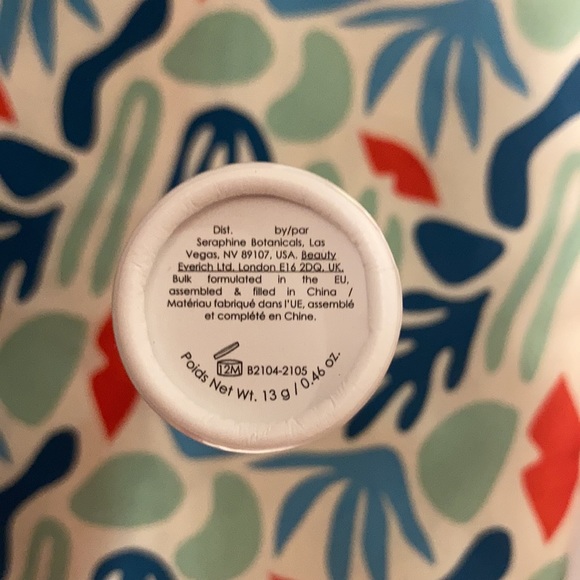 Dist. by/par
Seraphine Botanicals, Las
Vegas, NV 89107, USA. Beauty
Everich Ltd, London E16 2DQ, UK.
Bulk formulated in the EU,
assembled & filled in China /
Matériau fabriqué dans l'UE, assemblé
et complété en Chine.
12M B2104-2105
Poids Net Wt. 13 g / 0.46 oz.